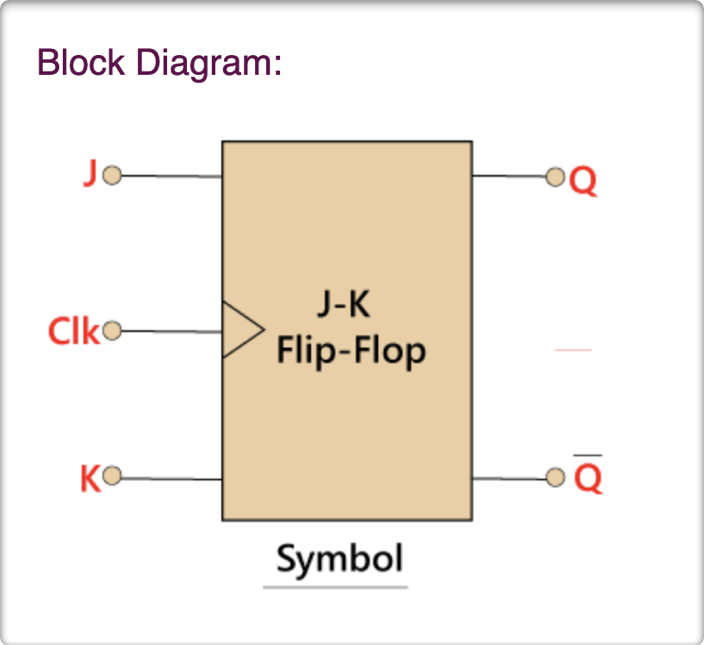 Block Diagram:
J
Q
Clk
J-K
Flip-Flop
K
Q̅
Symbol